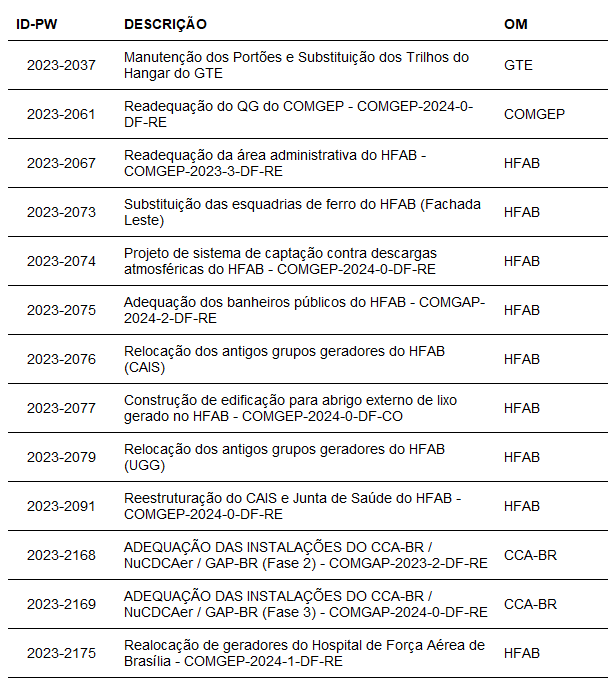 ID-PW DESCRIÇÃO OM
2023-2037 Manutenção dos Portões e Substituição dos Trilhos do Hangar do GTE GTE
2023-2061 Readequação do QG do COMGEP - COMGEP-2024-0-DF-RE COMGEP
2023-2067 Readequação da área administrativa do HFAB - COMGEP-2023-3-DF-RE HFAB
2023-2073 Substituição das esquadrias de ferro do HFAB (Fachada Leste) HFAB
2023-2074 Projeto de sistema de captação contra descargas atmosféricas do HFAB - COMGEP-2024-0-DF-RE HFAB
2023-2075 Adequação dos banheiros públicos do HFAB - COMGAP-2024-2-DF-RE HFAB
2023-2076 Relocação dos antigos grupos geradores do HFAB (CAIS) HFAB
2023-2077 Construção de edificação para abrigo externo de lixo gerado no HFAB - COMGEP-2024-0-DF-CO HFAB
2023-2079 Relocação dos antigos grupos geradores do HFAB (UGG) HFAB
2023-2091 Reestruturação do CAIS e Junta de Saúde do HFAB - COMGEP-2024-0-DF-RE HFAB
2023-2168 ADEQUAÇÃO DAS INSTALAÇÕES DO CCA-BR / NuCDCAer / GAP-BR (Fase 2) - COMGAP-2023-2-DF-RE CCA-BR
2023-2169 ADEQUAÇÃO DAS INSTALAÇÕES DO CCA-BR / NuCDCAer / GAP-BR (Fase 3) - COMGAP-2024-0-DF-RE CCA-BR
2023-2175 Realocação de geradores do Hospital de Força Aérea de Brasília - COMGEP-2024-1-DF-RE HFAB